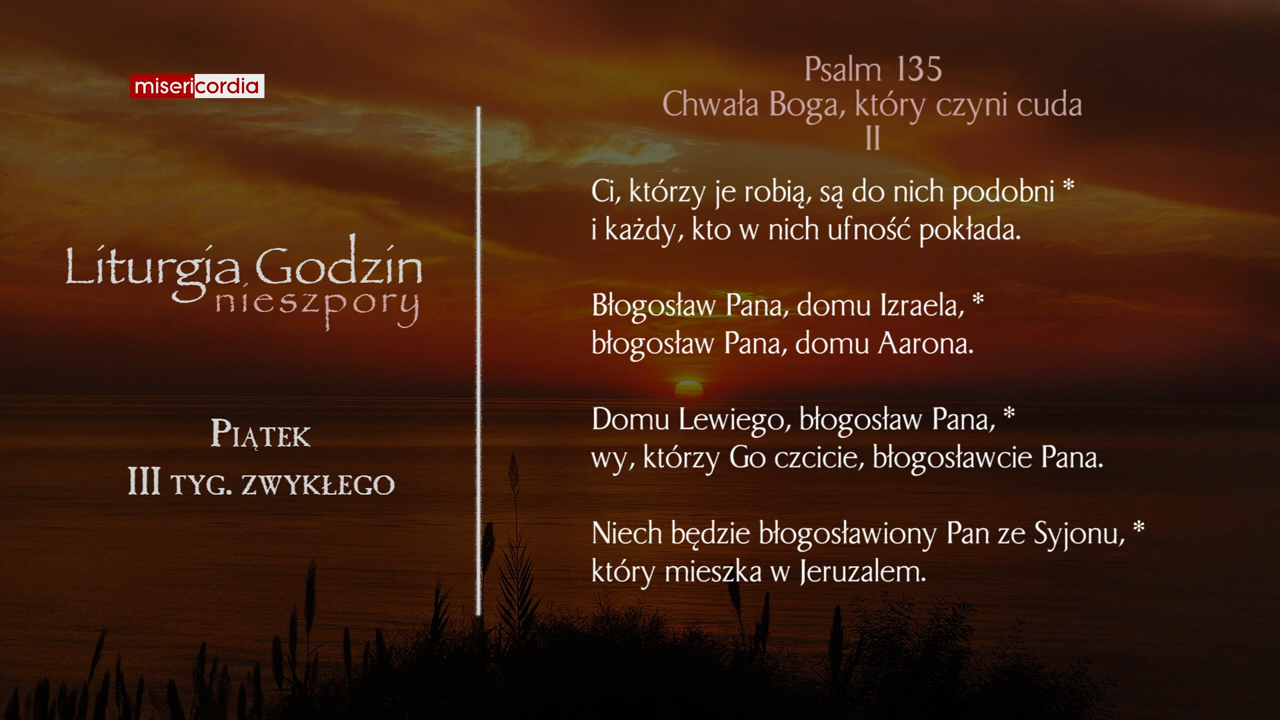 misericordia
Liturgia Godzin
nieszpory
Piątek
III tyg. zwykłego
Psalm 135
Chwała Boga, który czyni cuda
II
Ci, którzy je robią, są do nich podobni *
i każdy, kto w nich ufność pokłada.
Błogosław Pana, domu Izraela, *
błogosław Pana, domu Aarona.
Domu Lewiego, błogosław Pana, *
wy, którzy Go czcicie, błogosławcie Pana.
Niech będzie błogosławiony Pan ze Syjonu, *
który mieszka w Jeruzalem.